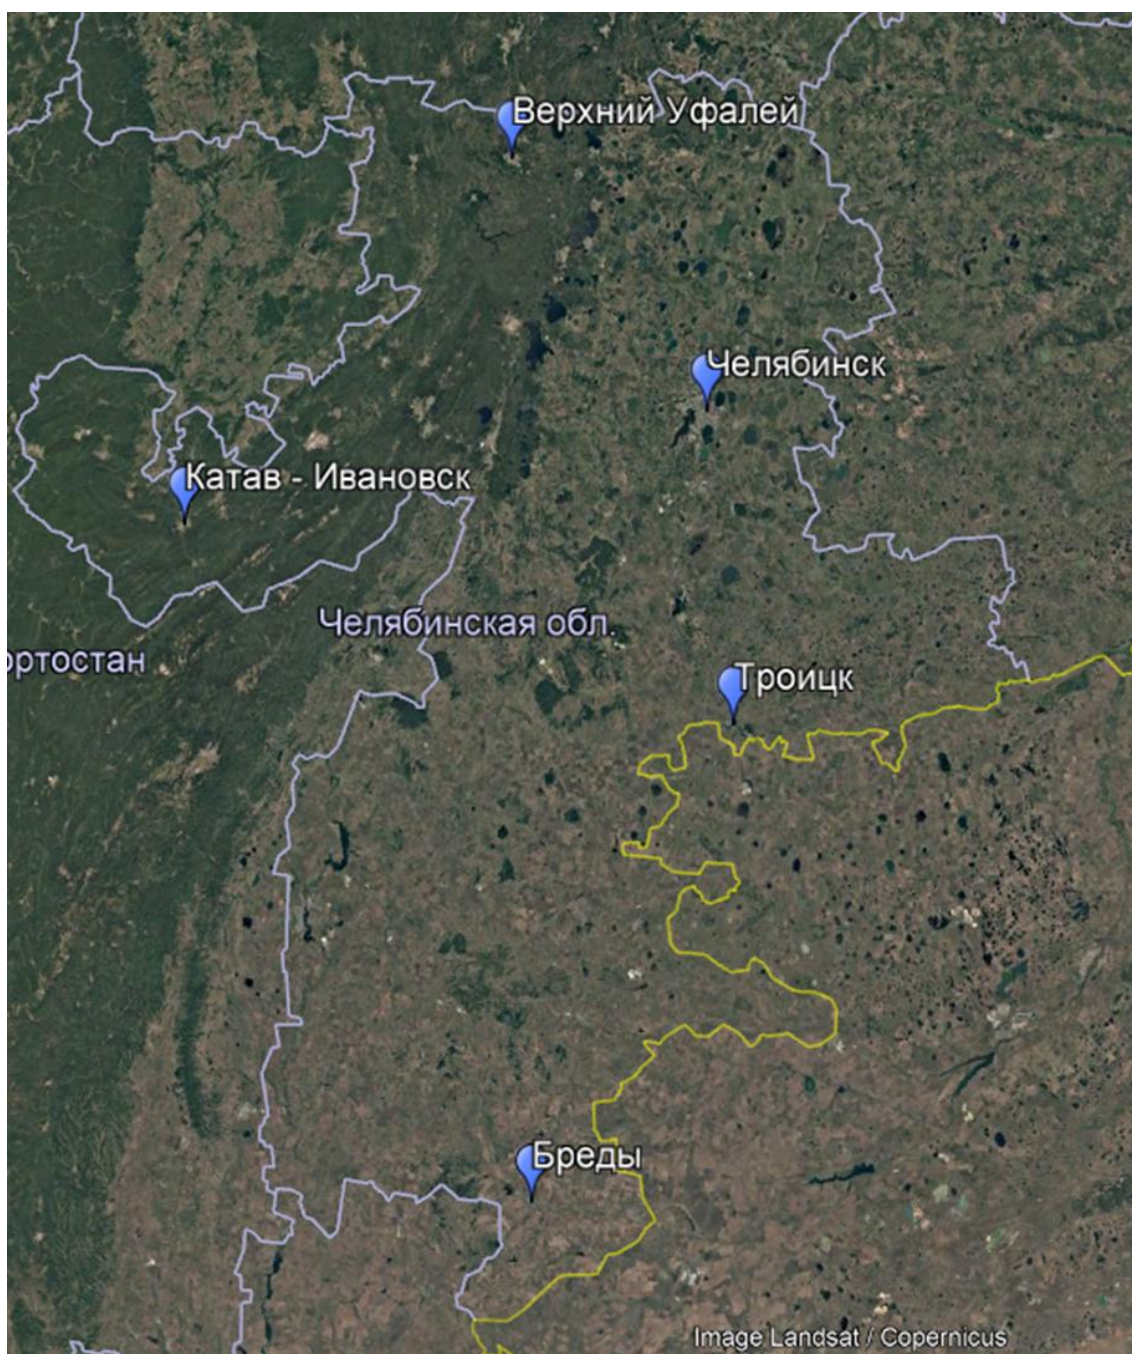 Верхний Уфалей
Челябинск
Катав - Ивановск
Челябинская обл.
ортостан
Троицк
Бреды
Image Landsat / Copernicus